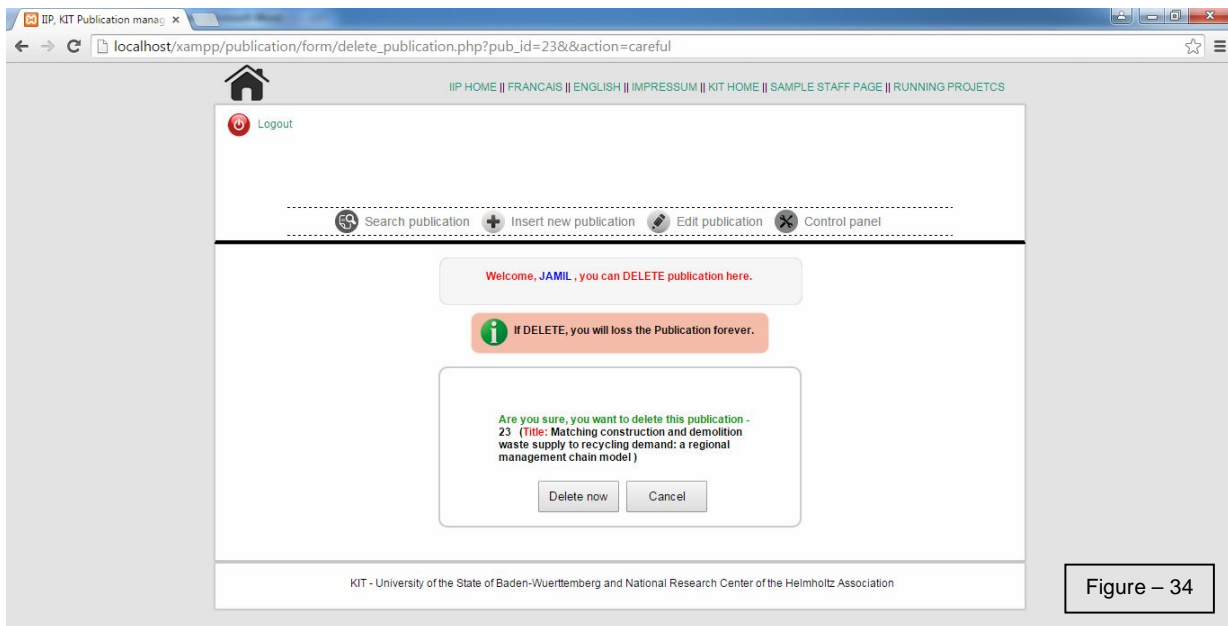 IIP, KIT Publication manag
localhost/xampp/publication/form/delete_publication.php?pub_id=23&&action=careful
IIP HOME || FRANCAIS || ENGLISH || IMPRESSUM || KIT HOME || SAMPLE STAFF PAGE || RUNNING PROJETCS
Logout
Search publication Insert new publication Edit publication Control panel
Welcome, JAMIL , you can DELETE publication here.
If DELETE, you will loss the Publication forever.
Are you sure, you want to delete this publication -
23 (Title: Matching construction and demolition
waste supply to recycling demand: a regional
management chain model )
Delete now Cancel
KIT - University of the State of Baden-Wuerttemberg and National Research Center of the Helmholtz Association
Figure – 34